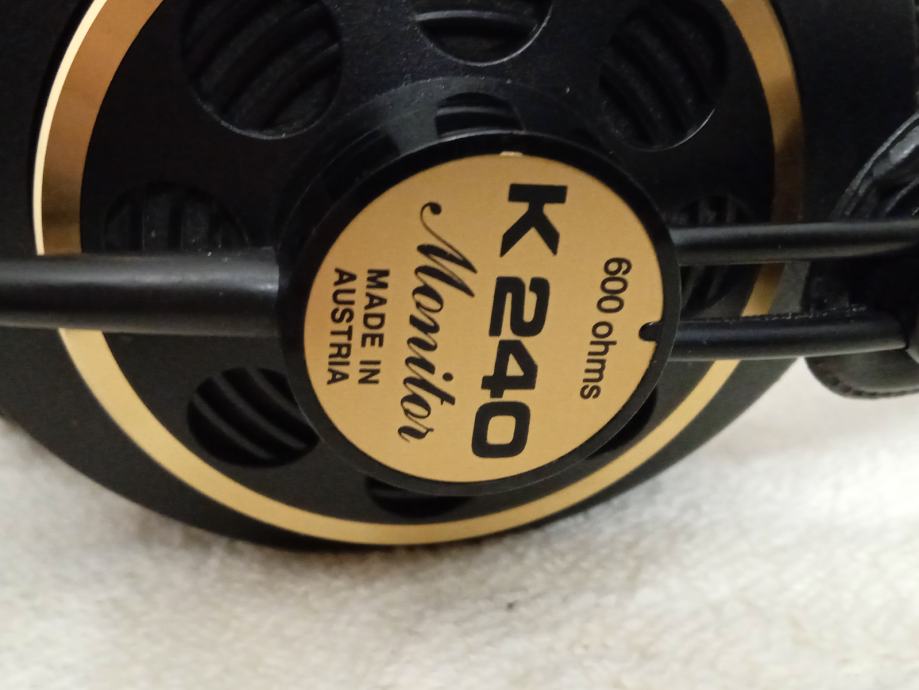 600 ohms
K 240
Monitor
MADE IN
AUSTRIA